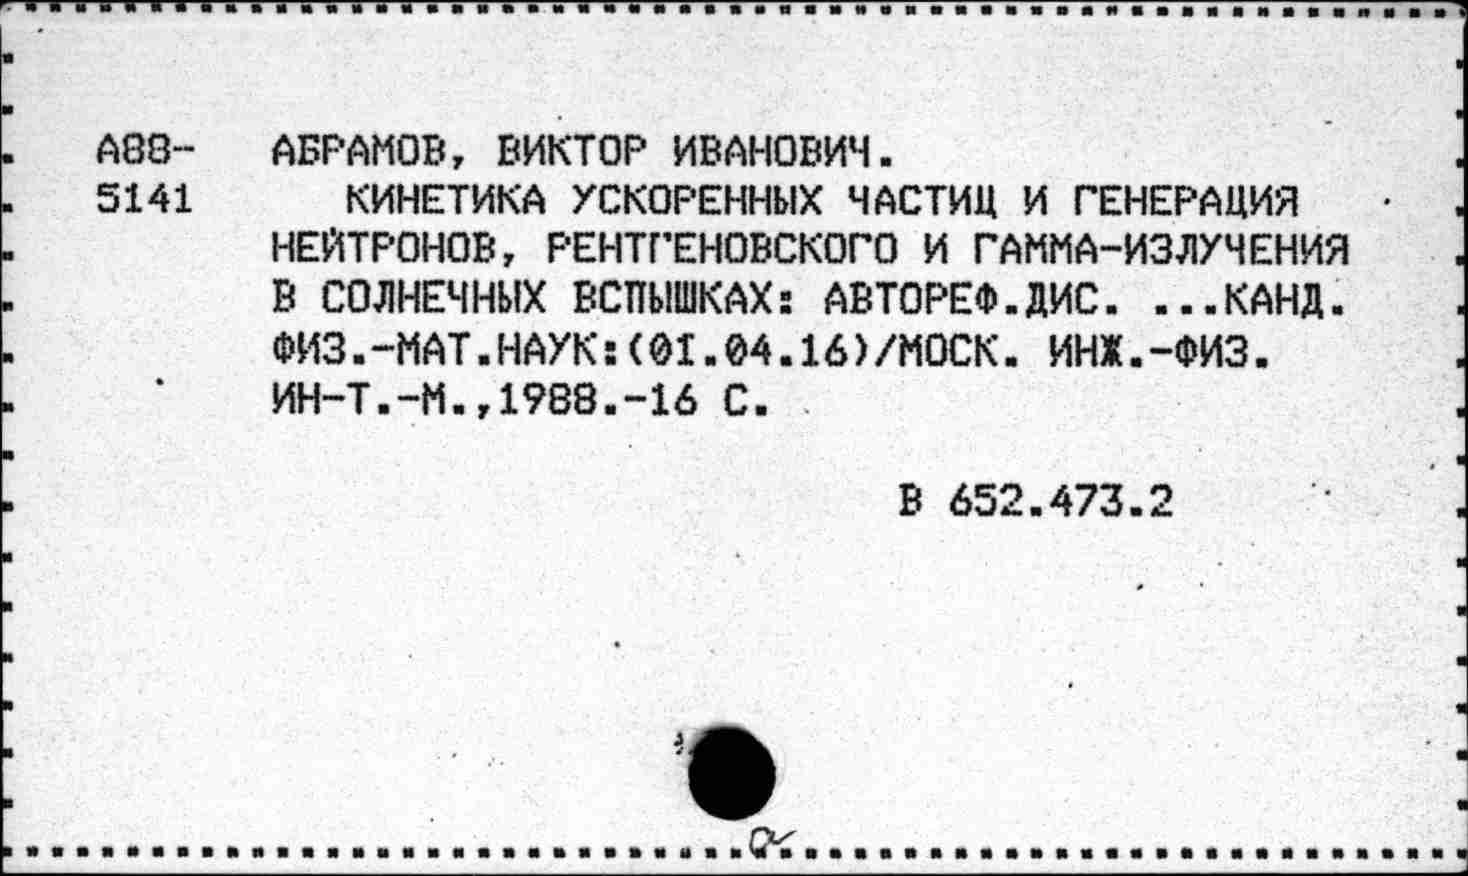 А88- АБРАМОВ, ВИКТОР ИВАНОВИЧ.
5141 КИНЕТИКА УСКОРЕННЫХ ЧАСТИЦ И ГЕНЕРАЦИЯ
НЕЙТРОНОВ, РЕНТГЕНОВСКОГО И ГАММА-ИЗЛУЧЕНИЯ
В СОЛНЕЧНЫХ ВСПЫШКАХ: АВТОРЕФ.ДИС. ...КАНД.
ФИЗ.-МАТ.НАУК:(01.04.16)/МОСК. ИНЖ.-ФИЗ.
ИН-Т.-М.,1988.-16 С.
В 652.473.2